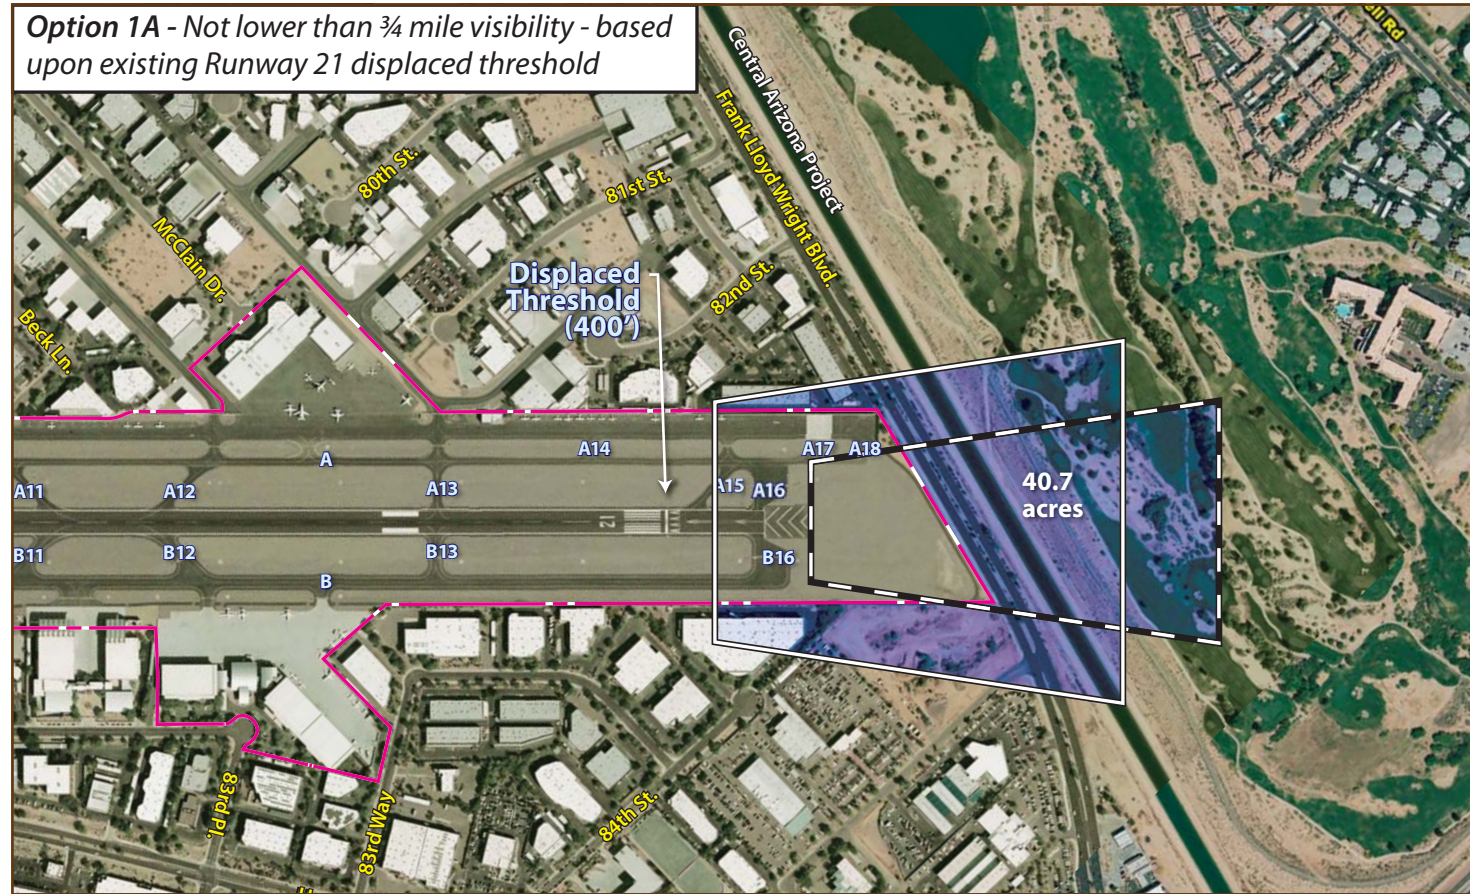 Option 1A - Not lower than ¾ mile visibility - based
upon existing Runway 21 displaced threshold
Central Arizona Project
Frank Lloyd Wright Blvd.
80th St.
81st St.
82nd St.
McClain Dr.
Beck Ln.
Displaced
Threshold
(400')
A
A14
A17
A18
A11
A12
A13
A15
A16
40.7
acres
21
B11
B12
B13
B16
B
83rd Pl.
83rd Way
84th St.